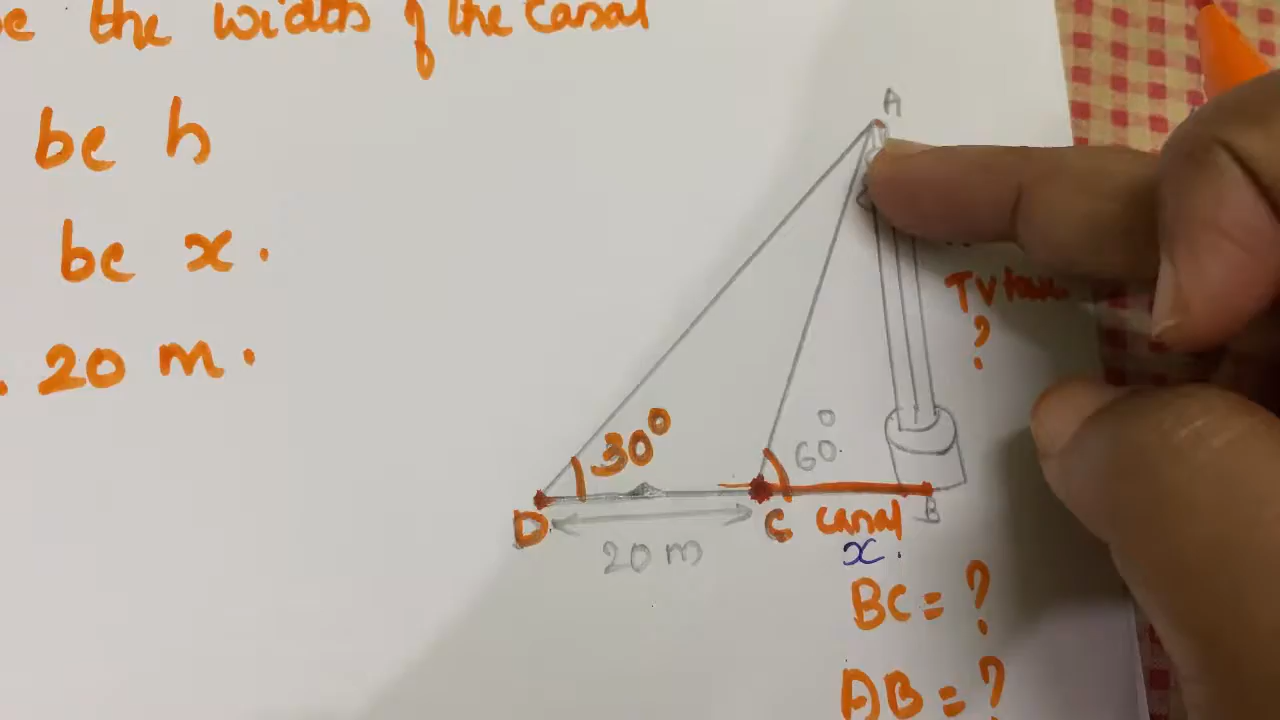 the width of the Canal
be h
be x.
20 m.
A
TV
?
30°
60°
D
C
canal
B
20 m
x.
BC = ?
AB = ?